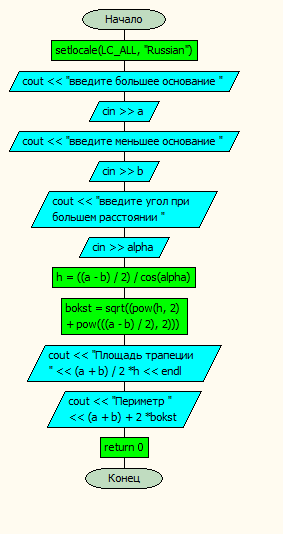 Начало
setlocale(LC_ALL, "Russian")
cout << "введите большее основание "
cin >> a
cout << "введите меньшее основание "
cin >> b
cout << "введите угол при
большем расстоянии "
cin >> alpha
h = ((a - b) / 2) / cos(alpha)
bokst = sqrt((pow(h, 2)
+ pow(((a - b) / 2), 2)))
cout << "Площадь трапеции
" << (a + b) / 2 *h << endl
cout << "Периметр "
<< (a + b) + 2 *bokst
return 0
Конец